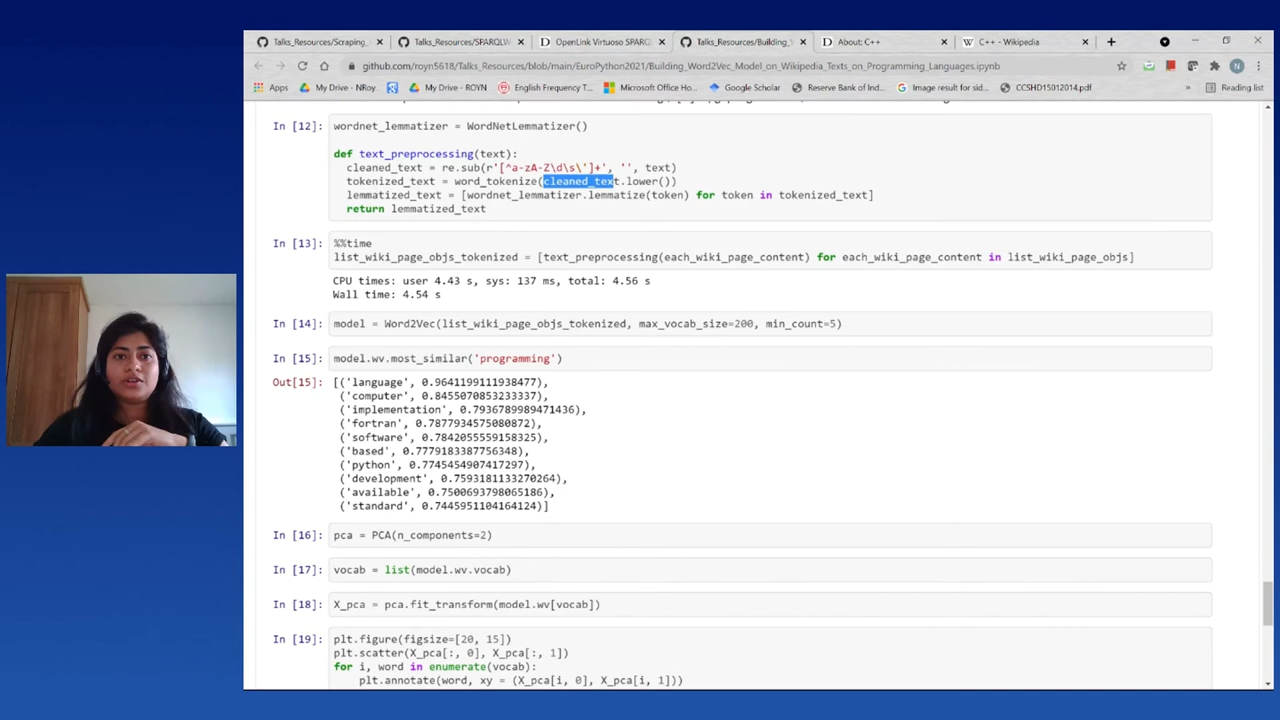 Talks_Resources/Scraping_
Talks_Resources/SPARQLW
OpenLink Virtuoso SPARQ
Talks_Resources/Building_
About: C++
C++ - Wikipedia
github.com/royn5618/Talks_Resources/blob/main/EuroPython2021/Building_Word2Vec_Model_on_Wikipedia_Texts_on_Programming_Languages.ipynb
Apps
My Drive - NRoy
My Drive - ROYN
English Frequency T...
Microsoft Office Ho...
Google Scholar
Reserve Bank of Ind...
Image result for sid...
CCSHD15012014.pdf
»
Reading list
In [12]: wordnet_lemmatizer = WordNetLemmatizer()
def text_preprocessing(text):
cleaned_text = re.sub(r'[^a-zA-Z\d\s\']+', '', text)
tokenized_text = word_tokenize(cleaned_text.lower())
lemmatized_text = [wordnet_lemmatizer.lemmatize(token) for token in tokenized_text]
return lemmatized_text
In [13]: %%time
list_wiki_page_objs_tokenized = [text_preprocessing(each_wiki_page_content) for each_wiki_page_content in list_wiki_page_objs]
CPU times: user 4.43 s, sys: 137 ms, total: 4.56 s
Wall time: 4.54 s
In [14]: model = Word2Vec(list_wiki_page_objs_tokenized, max_vocab_size=200, min_count=5)
In [15]: model.wv.most_similar('programming')
Out[15]: [('language', 0.9641199111938477),
('computer', 0.8455070853233337),
('implementation', 0.7936789989471436),
('fortran', 0.7877934575080872),
('software', 0.7842055559158325),
('based', 0.7779183387756348),
('python', 0.7745454907417297),
('development', 0.7593181133270264),
('available', 0.7500693798065186),
('standard', 0.7445951104164124)]
In [16]: pca = PCA(n_components=2)
In [17]: vocab = list(model.wv.vocab)
In [18]: X_pca = pca.fit_transform(model.wv[vocab])
In [19]: plt.figure(figsize=[20, 15])
plt.scatter(X_pca[:, 0], X_pca[:, 1])
for i, word in enumerate(vocab):
plt.annotate(word, xy = (X_pca[i, 0], X_pca[i, 1]))